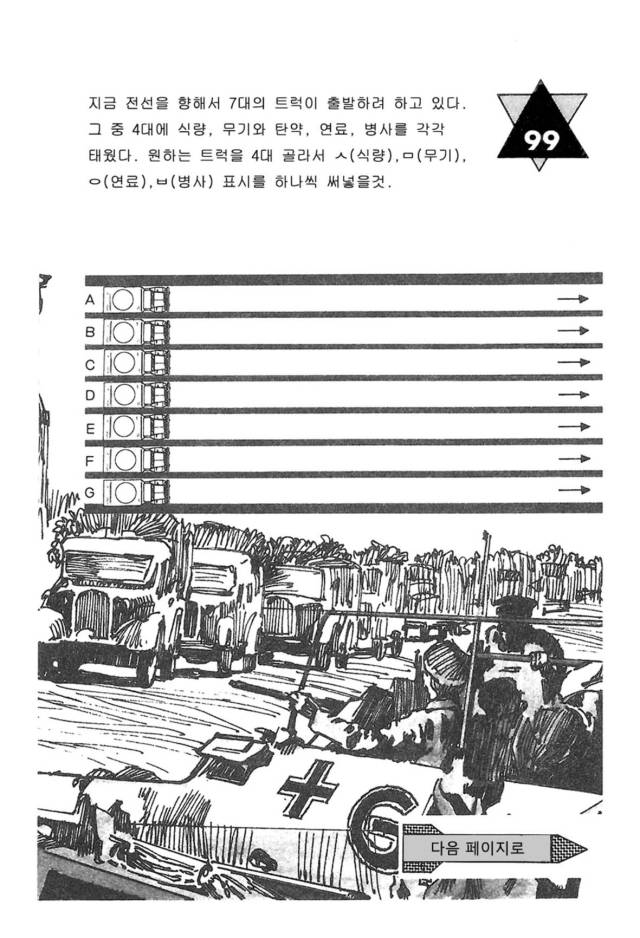 지금 전선을 향해서 7대의 트럭이 출발하려 하고 있다.
그 중 4대에 식량, 무기와 탄약, 연료, 병사를 각각
태웠다. 원하는 트럭을 4대 골라서 ㅅ(식량),ㅁ(무기),
ㅇ(연료),ㅂ(병사) 표시를 하나씩 써넣을것.
99
A
B
C
D
E
F
G
G
다음 페이지로